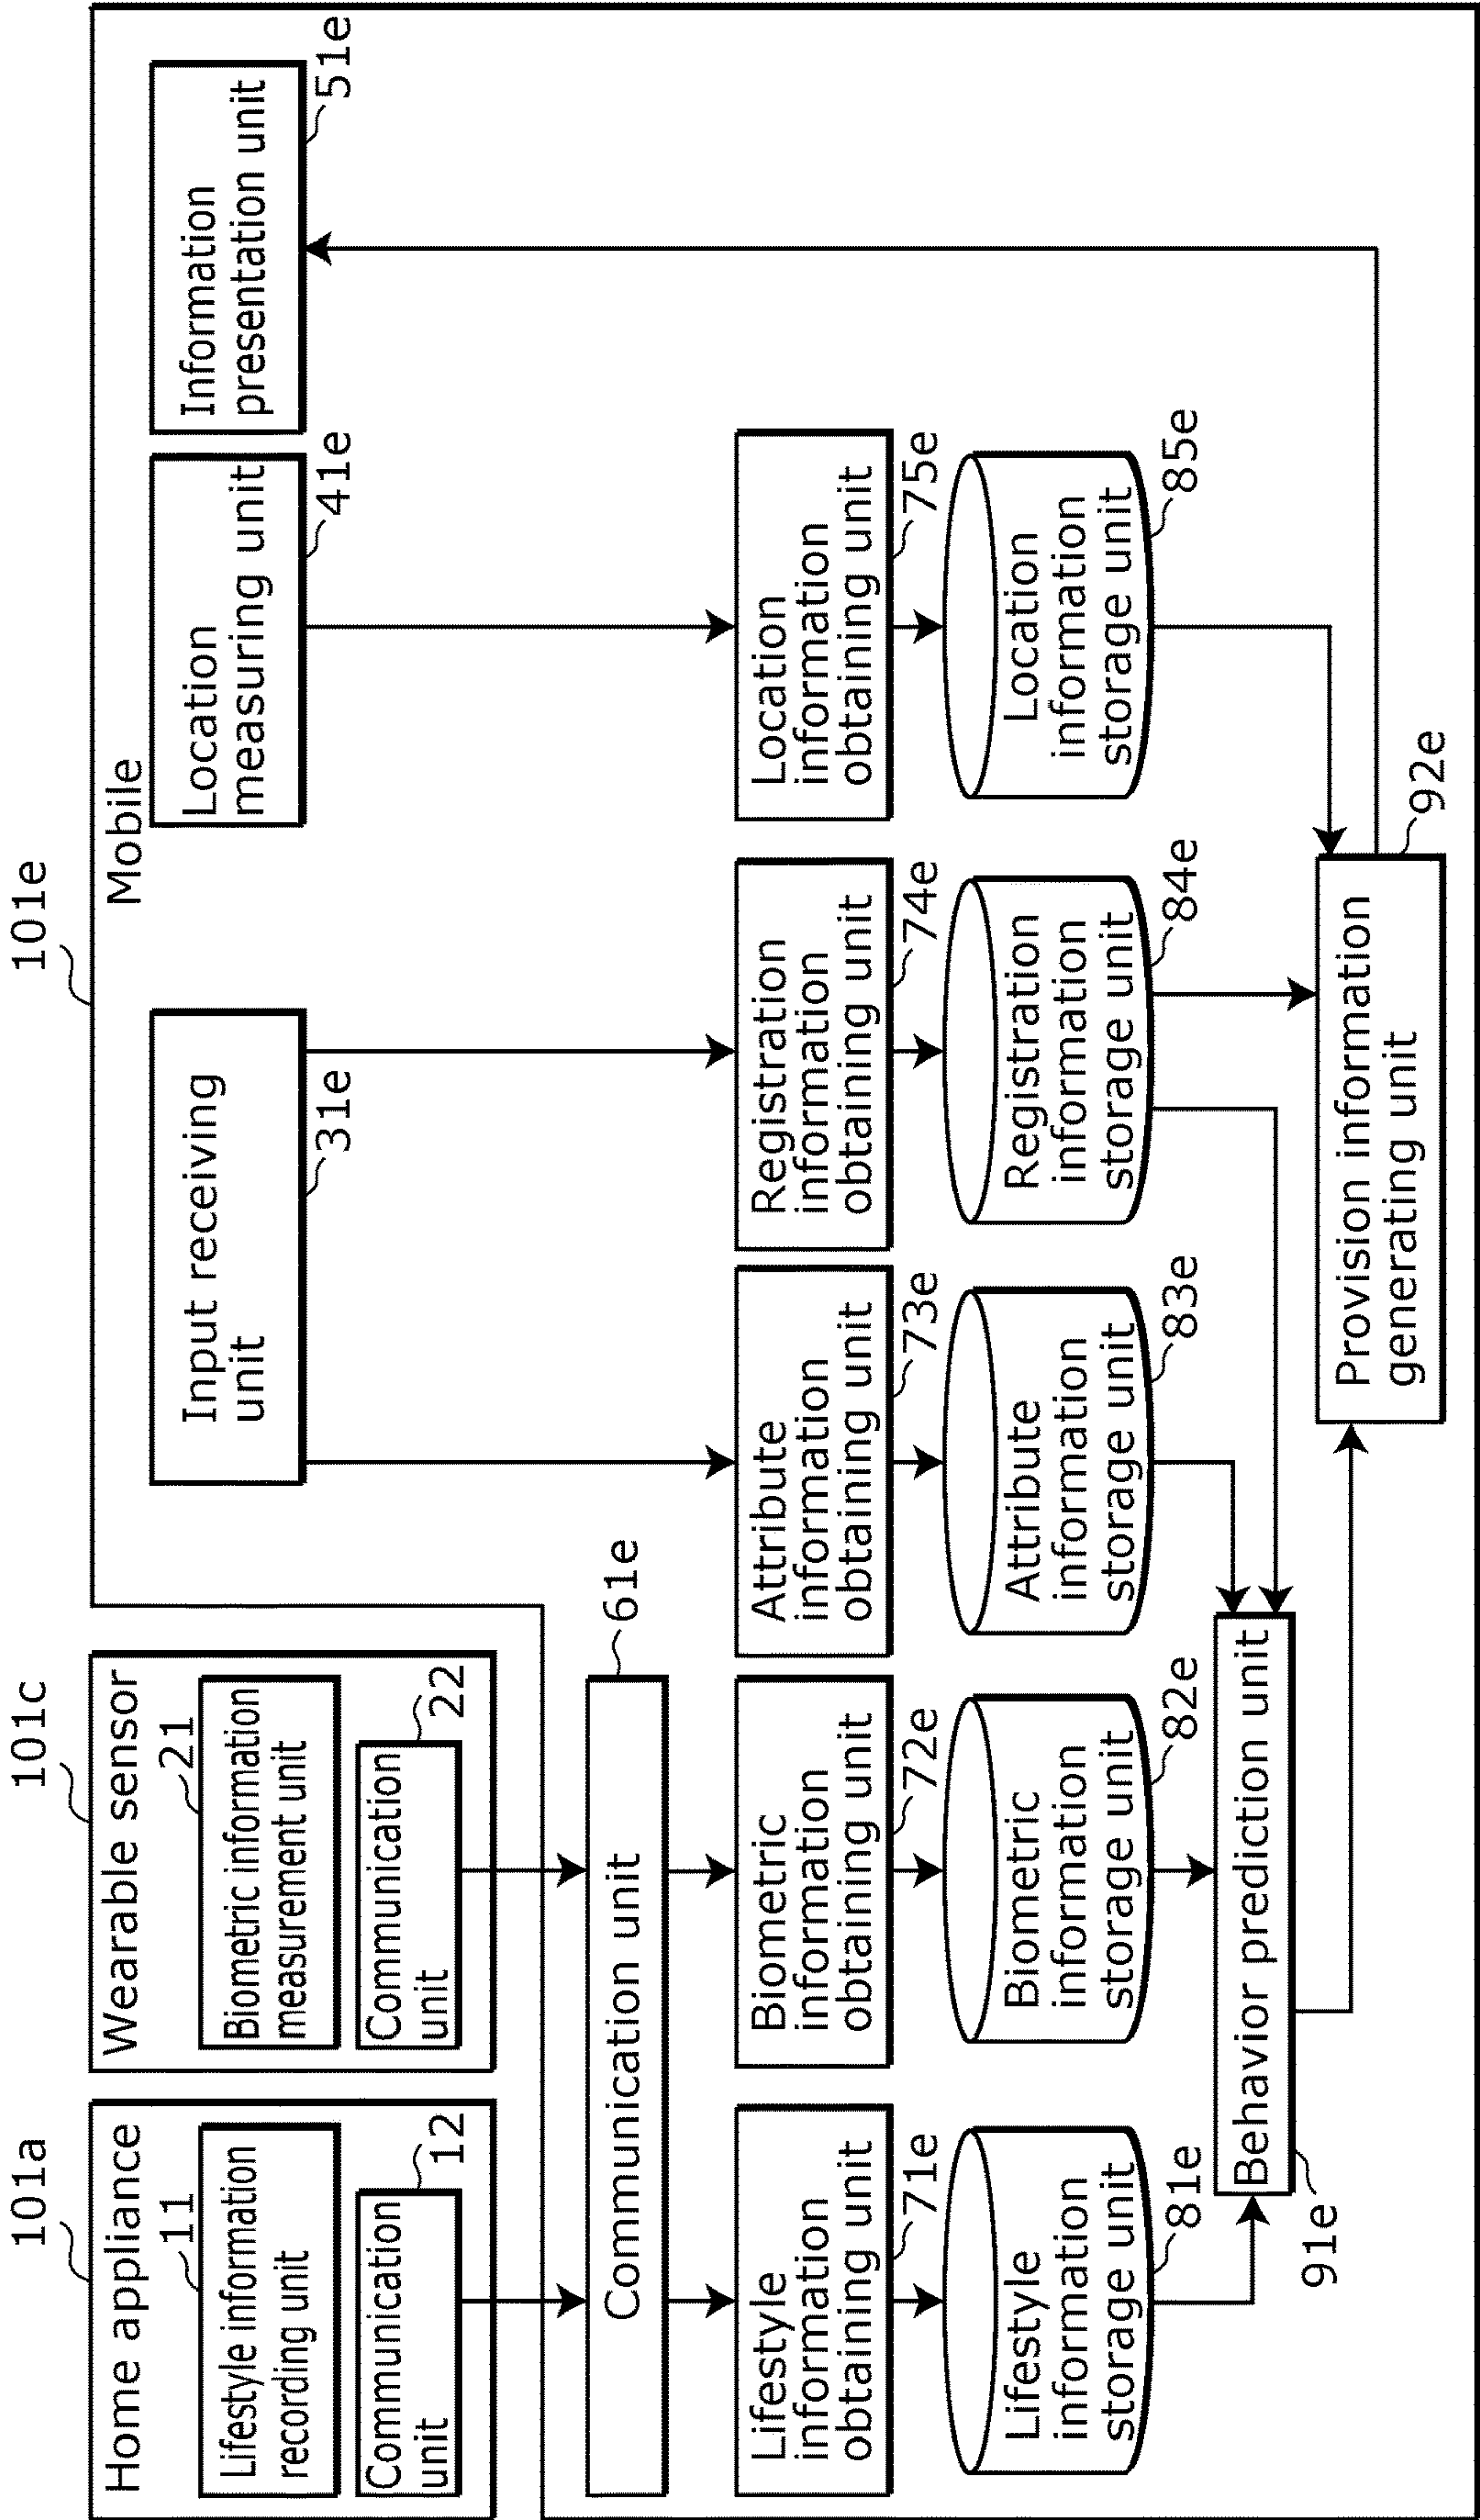 101a
101c
101e
Home appliance
11
Lifestyle information
recording unit
12
Communication
unit
Wearable sensor
21
Biometric information
measurement unit
22
Communication
unit
Mobile
Input receiving
unit
31e
Location
measuring unit
41e
Information
presentation unit
51e
Communication unit
61e
Lifestyle
information
obtaining unit
71e
Biometric
information
obtaining unit
72e
Attribute
information
obtaining unit
73e
Registration
information
obtaining unit
74e
Location
information
obtaining unit
75e
Lifestyle
information
storage unit
81e
Biometric
information
storage unit
82e
Attribute
information
storage unit
83e
Registration
information
storage unit
84e
Location
information
storage unit
85e
Behavior prediction unit
91e
Provision information
generating unit
92e